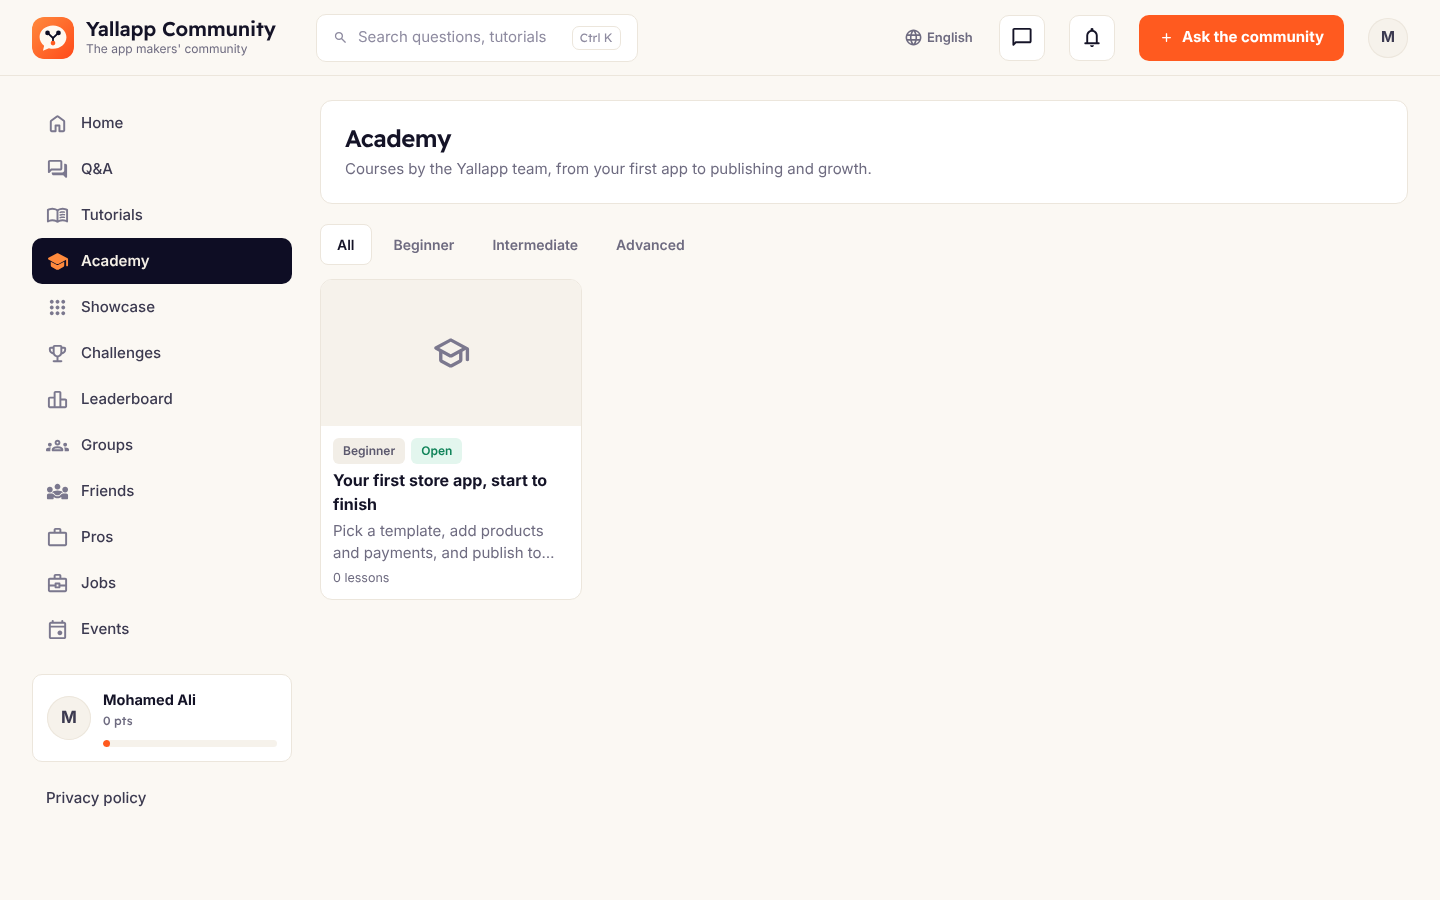 Yallapp Community
The app makers' community
Search questions, tutorials
Ctrl K
English
+ Ask the community
M
Home
Q&A
Tutorials
Academy
Showcase
Challenges
Leaderboard
Groups
Friends
Pros
Jobs
Events
M
Mohamed Ali
0 pts
Privacy policy
Academy
Courses by the Yallapp team, from your first app to publishing and growth.
All
Beginner
Intermediate
Advanced
Beginner
Open
Your first store app, start to
finish
Pick a template, add products
and payments, and publish to...
0 lessons